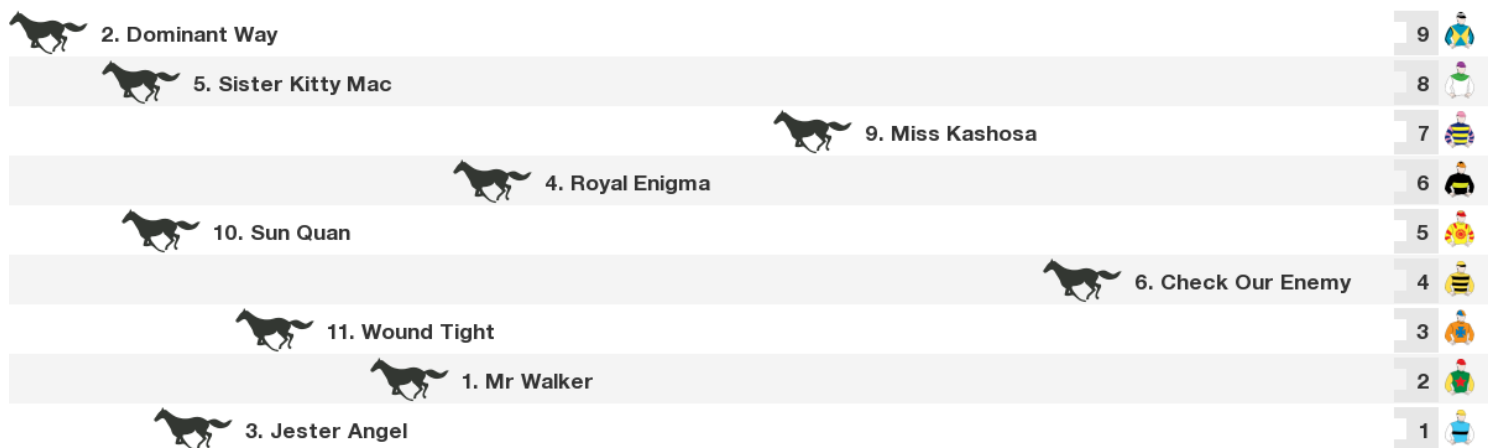 2. Dominant Way 9
5. Sister Kitty Mac 8
9. Miss Kashosa 7
4. Royal Enigma 6
10. Sun Quan 5
6. Check Our Enemy 4
11. Wound Tight 3
1. Mr Walker 2
3. Jester Angel 1